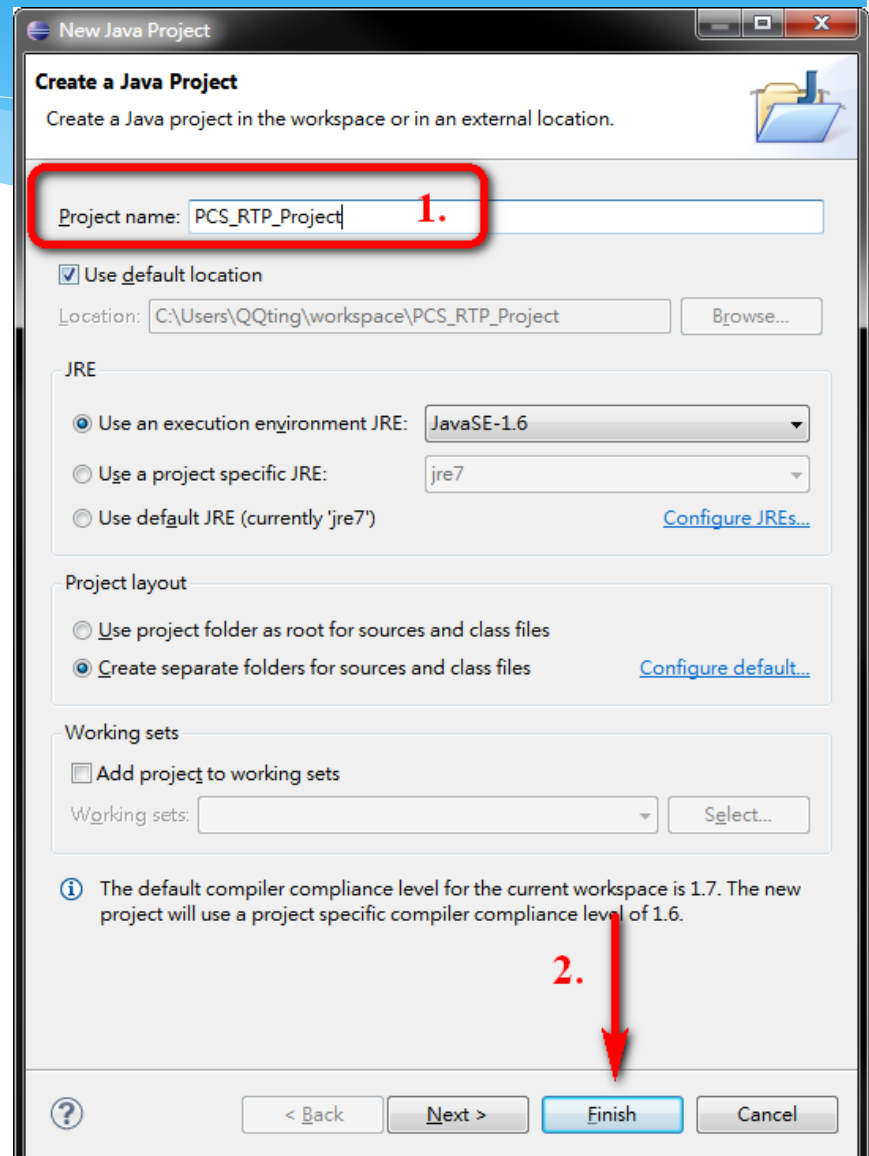 New Java Project
Create a Java Project
Create a Java project in the workspace or in an external location.
Project name: PCS_RTP_Project 1.
Use default location
Location: C:\Users\QQting\workspace\PCS_RTP_Project Browse...
JRE
Use an execution environment JRE: JavaSE-1.6
Use a project specific JRE: jre7
Use default JRE (currently 'jre7') Configure JREs...
Project layout
Use project folder as root for sources and class files
Create separate folders for sources and class files Configure default...
Working sets
Add project to working sets
Working sets: Select...
The default compiler compliance level for the current workspace is 1.7. The new
project will use a project specific compiler compliance level of 1.6.
2.
? < Back Next > Finish Cancel